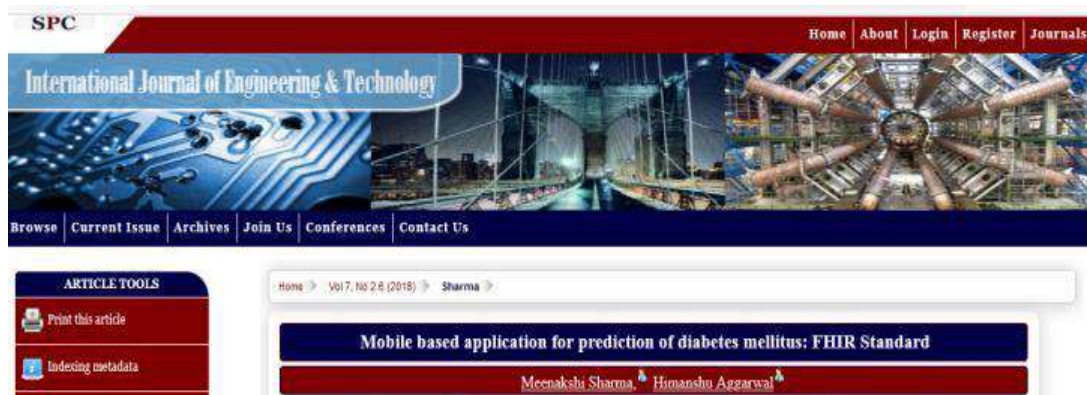 SPC
Home About Login Register Journals
International Journal of Engineering & Technology
Browse Current Issue Archives Join Us Conferences Contact Us
ARTICLE TOOLS
Print this article
Indexing metadata
Home Vol 7, No 2.6 (2018) Sharma
Mobile based application for prediction of diabetes mellitus: FHIR Standard
Meenakshi Sharma, Himanshu Aggarwal